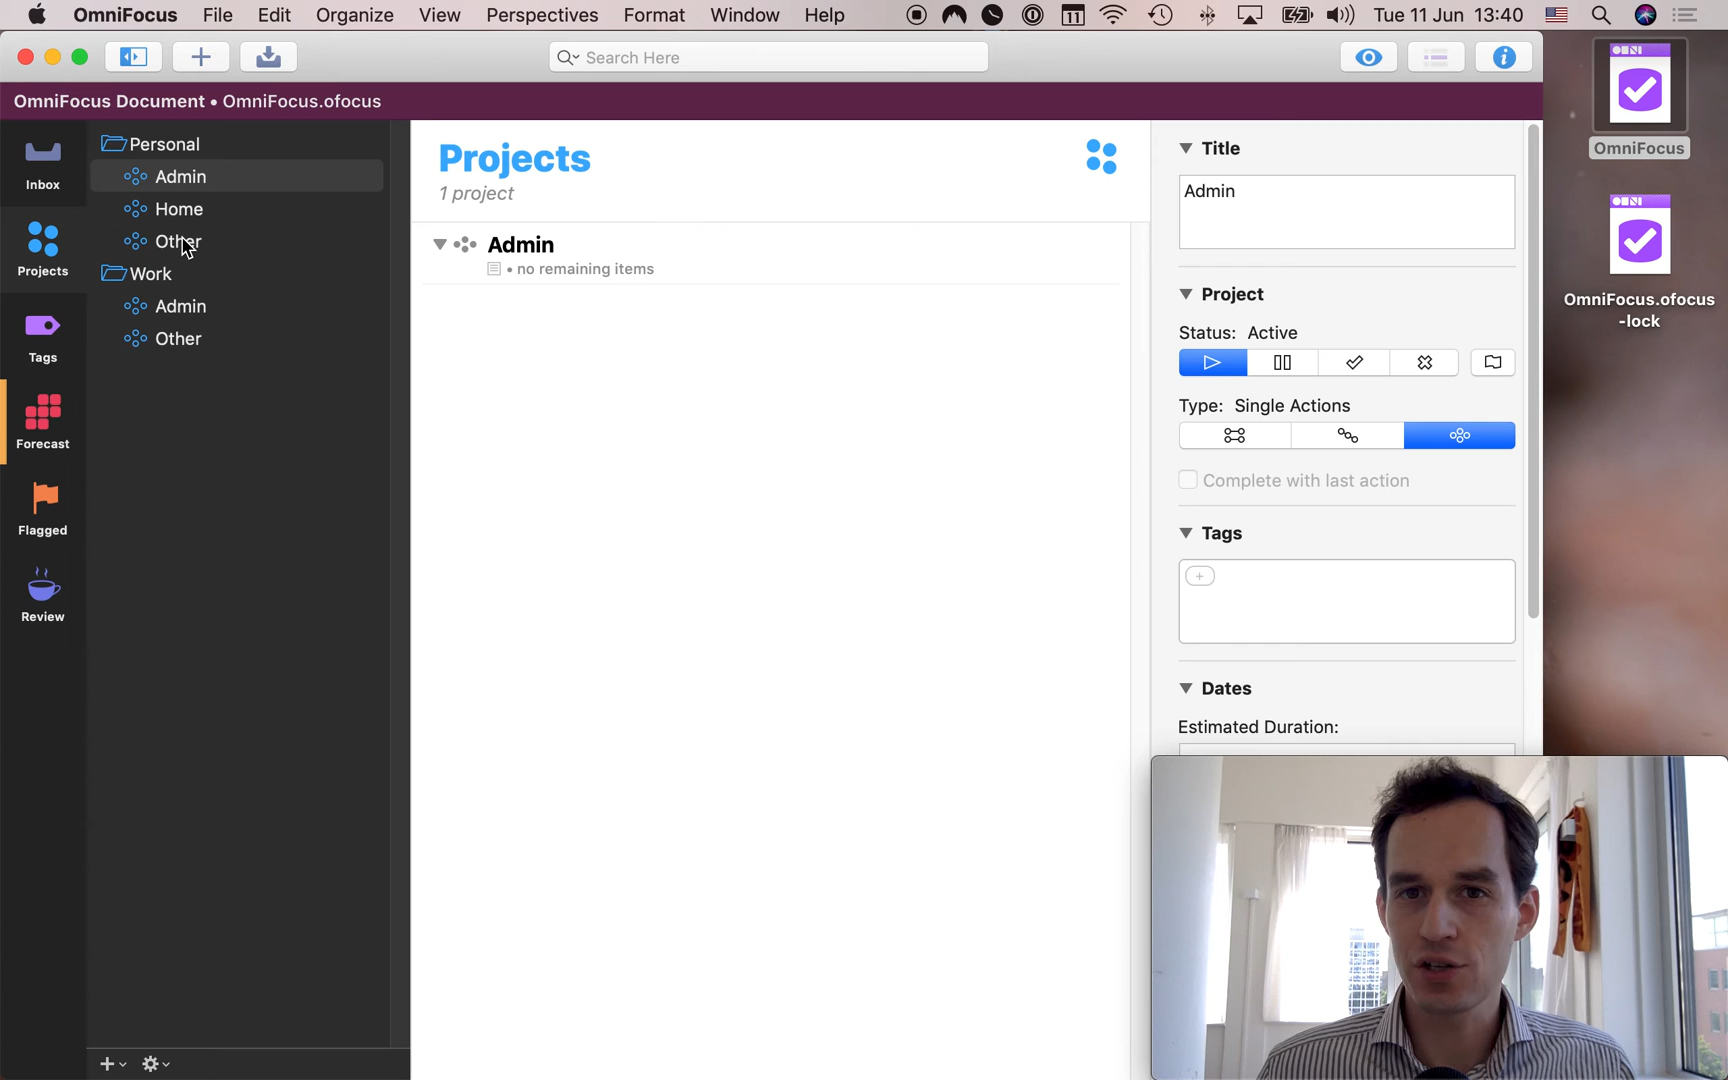 OmniFocus File Edit Organize View Perspectives Format Window Help 11 Tue 11 Jun 13:40
Search Here
OmniFocus Document • OmniFocus.ofocus
Inbox
Projects
Tags
Forecast
Flagged
Review
Personal
Admin
Home
Other
Work
Admin
Other
Projects
1 project
Admin
• no remaining items
Title
Admin
Project
Status: Active
Type: Single Actions
Complete with last action
Tags
Dates
Estimated Duration:
OMNI
OmniFocus
OMNI
OmniFocus.ofocus
-lock